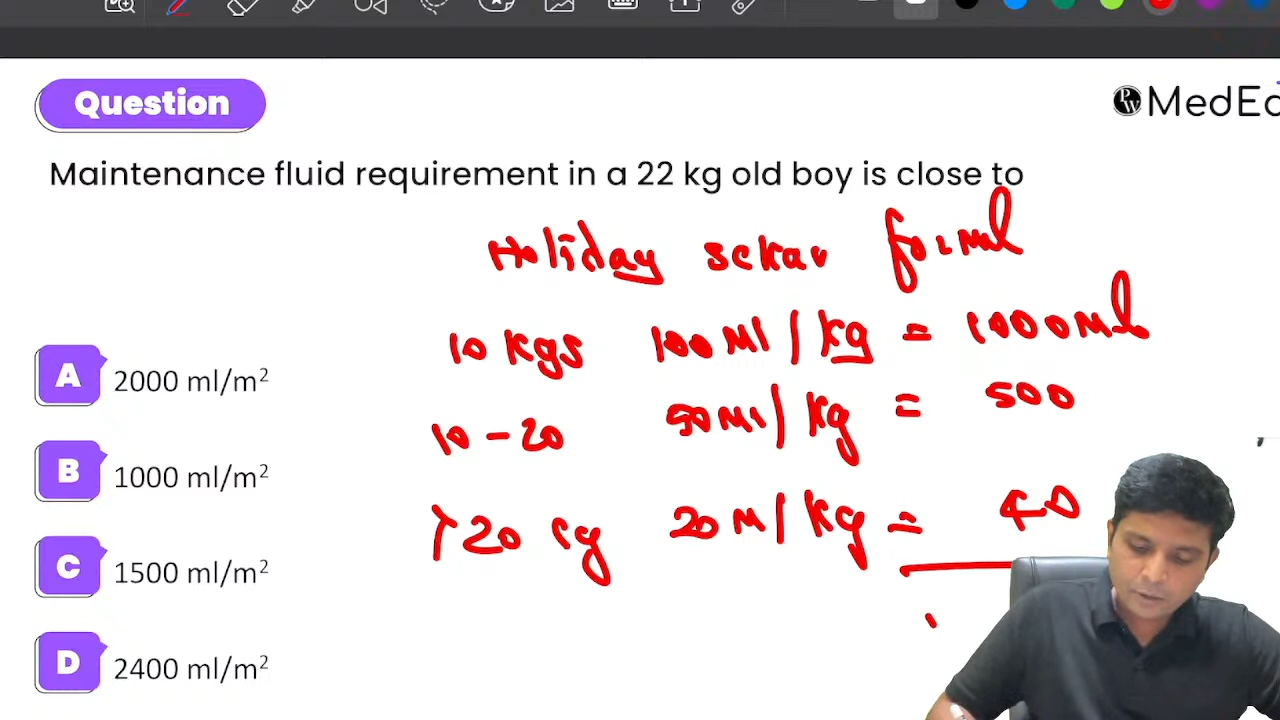 Question
PW MedEd
Maintenance fluid requirement in a 22 kg old boy is close to
Holiday sekar formul
10 kgs 100 Ml / kg = 1000 Ml
10 - 20 50 Ml / kg = 500
>20 kg 20 M / kg = 40
A 2000 ml/m²
B 1000 ml/m²
C 1500 ml/m²
D 2400 ml/m²